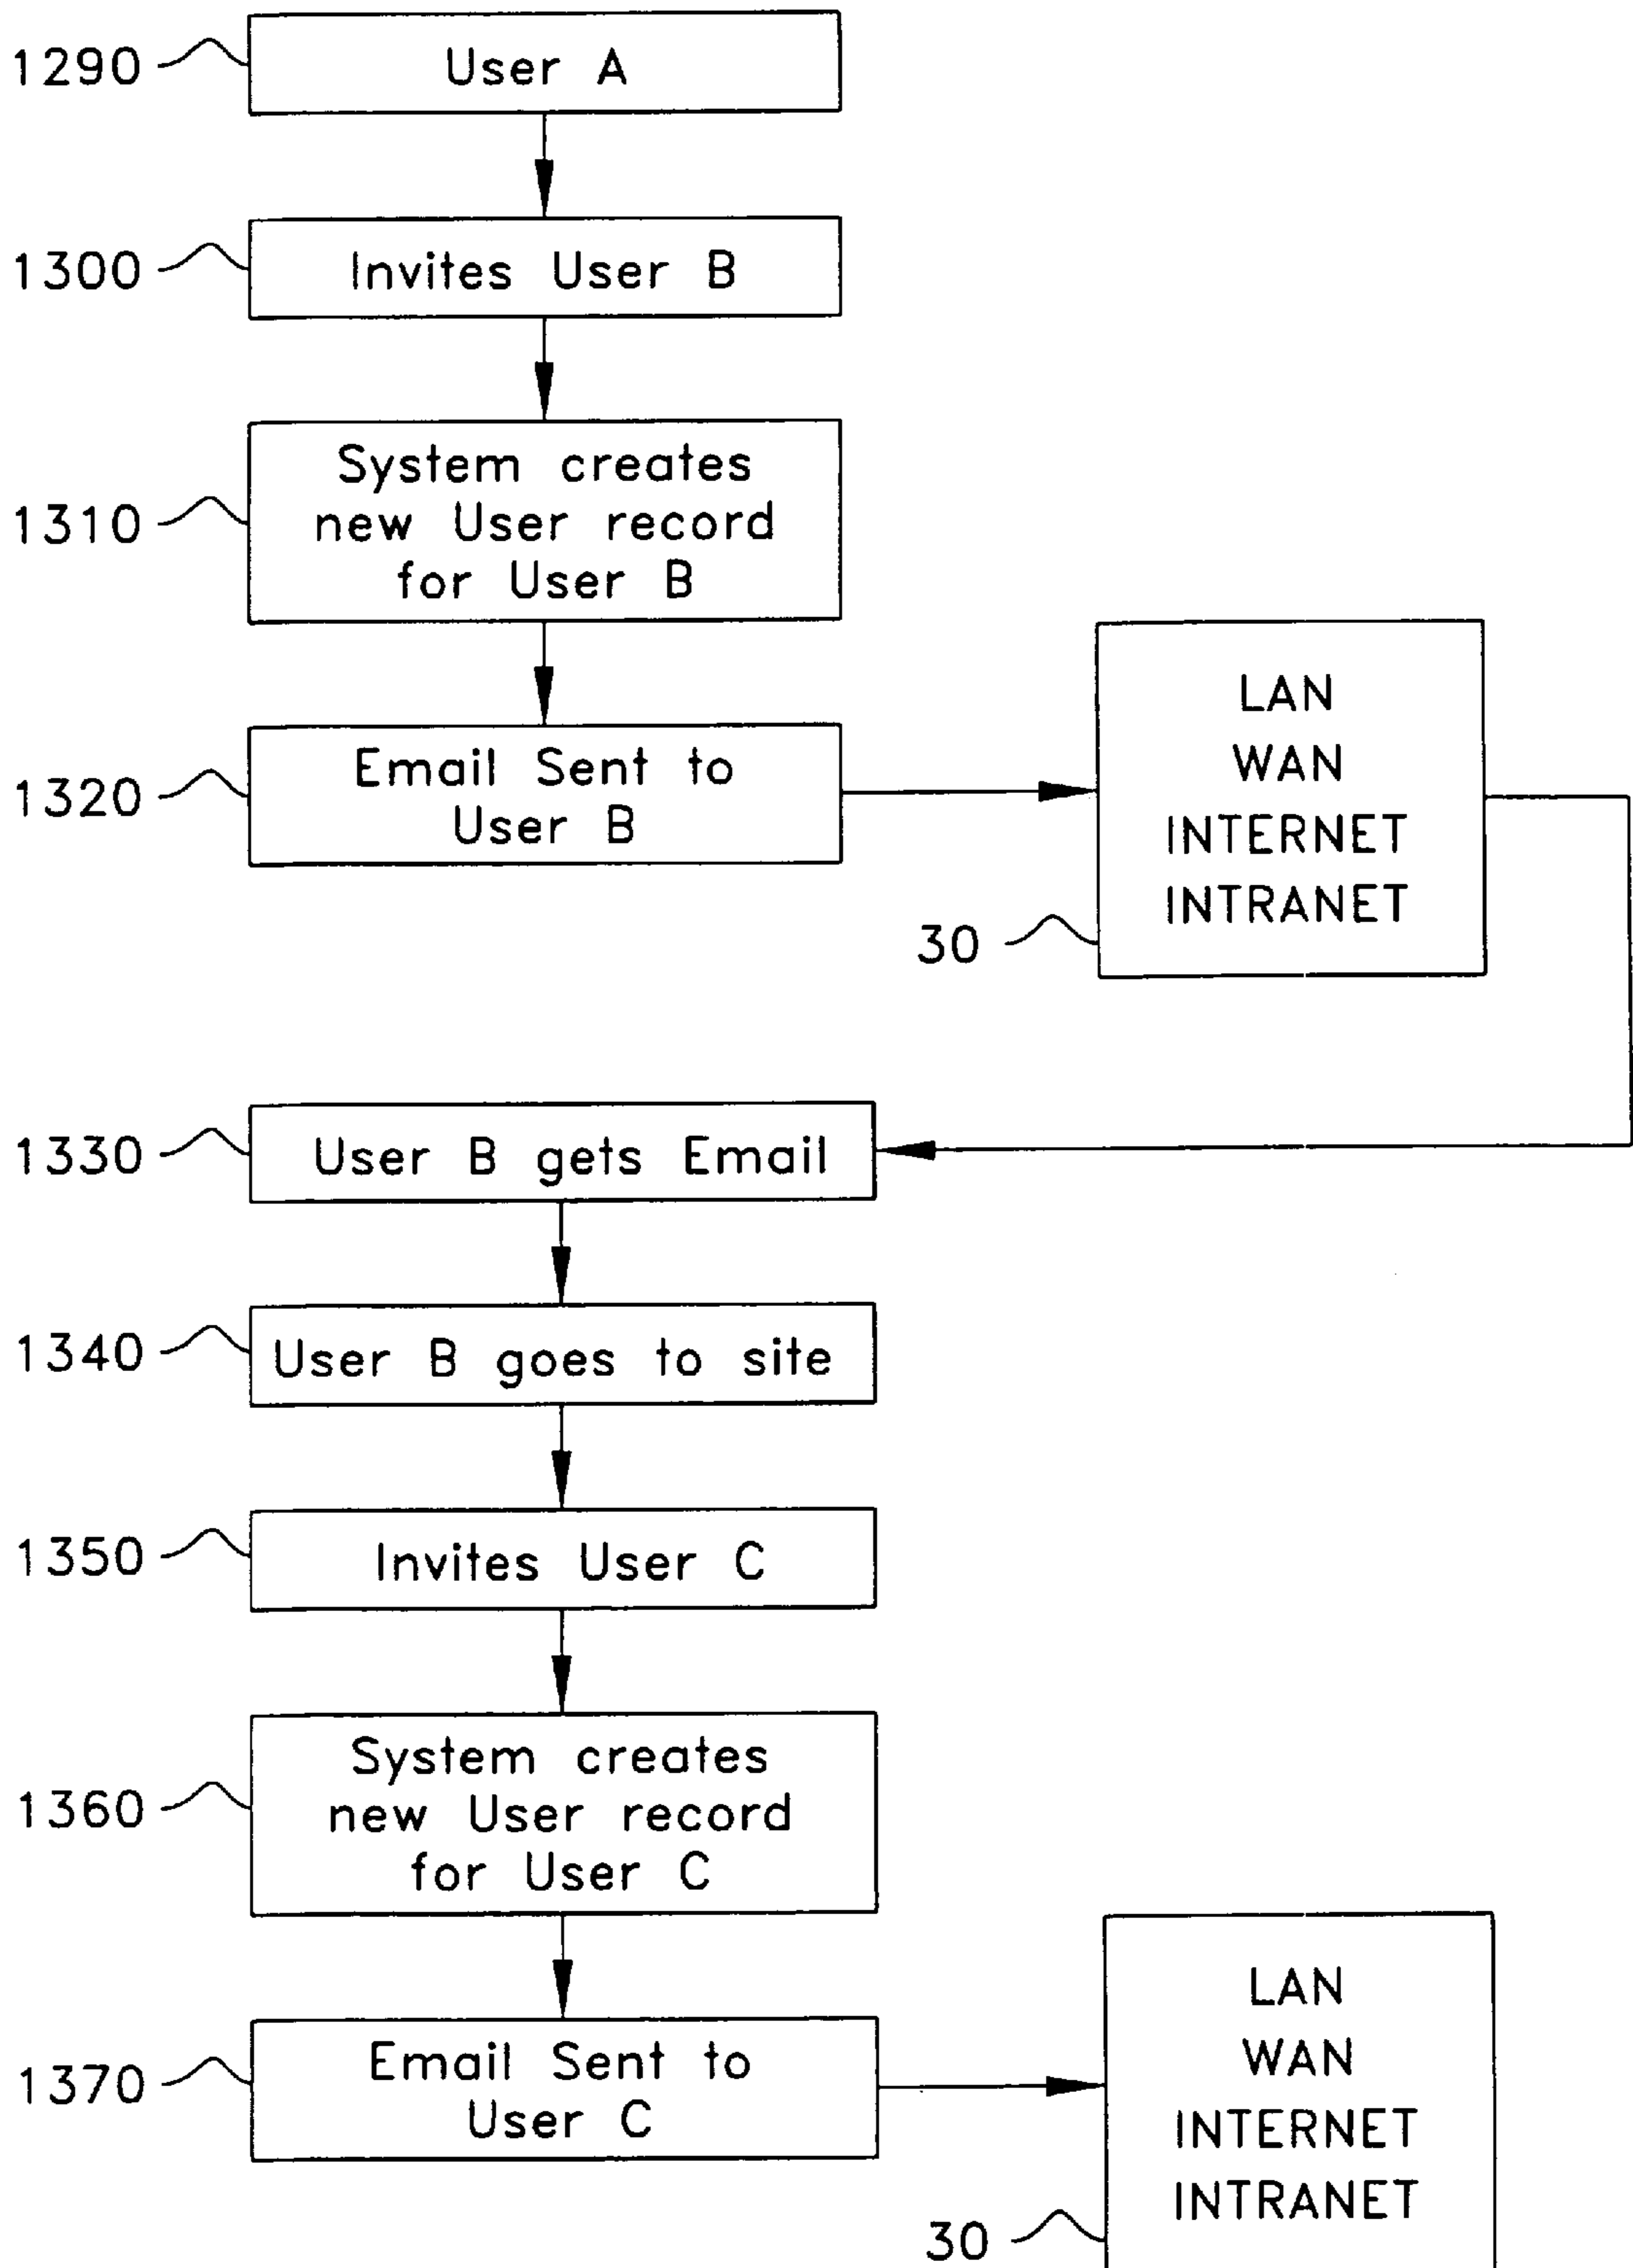 1290
User A
1300
Invites User B
1310
System creates
new User record
for User B
1320
Email Sent to
User B
LAN
WAN
INTERNET
INTRANET
30
1330
User B gets Email
1340
User B goes to site
1350
Invites User C
1360
System creates
new User record
for User C
1370
Email Sent to
User C
LAN
WAN
INTERNET
INTRANET
30